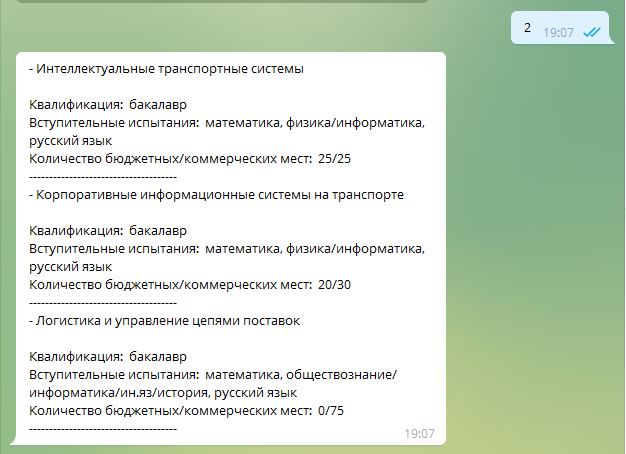 2 19:07
- Интеллектуальные транспортные системы
Квалификация: бакалавр
Вступительные испытания: математика, физика/информатика,
русский язык
Количество бюджетных/коммерческих мест: 25/25
-------------------------------------
- Корпоративные информационные системы на транспорте
Квалификация: бакалавр
Вступительные испытания: математика, физика/информатика,
русский язык
Количество бюджетных/коммерческих мест: 20/30
-------------------------------------
- Логистика и управление цепями поставок
Квалификация: бакалавр
Вступительные испытания: математика, обществознание/
информатика/ин.яз/история, русский язык
Количество бюджетных/коммерческих мест: 0/75
-------------------------------------
19:07